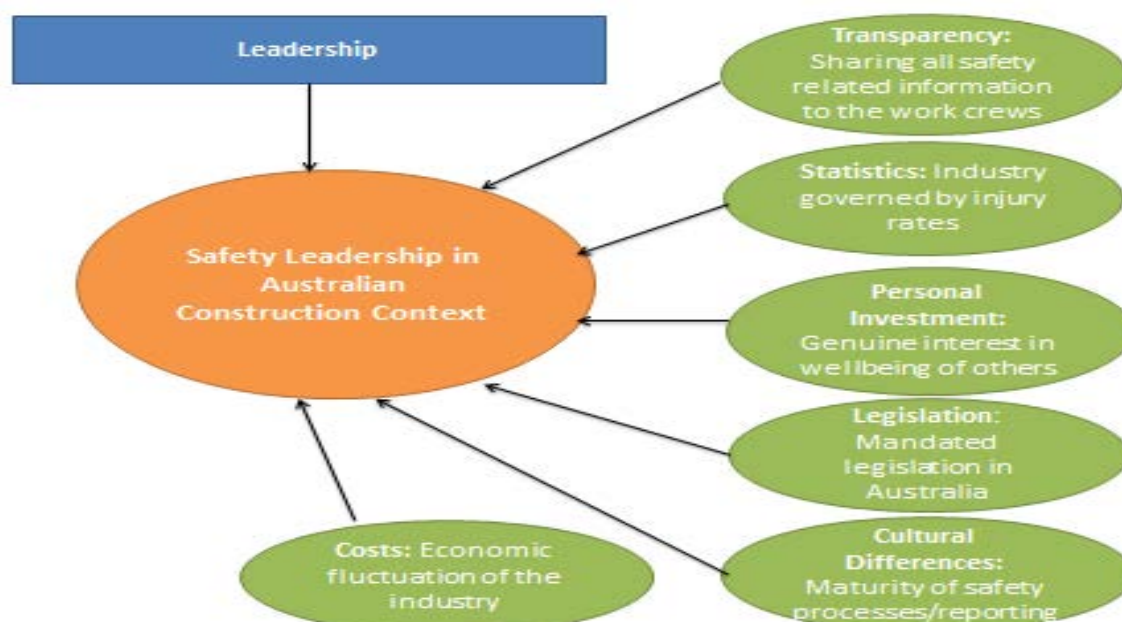 Leadership
Transparency:
Sharing all safety
related information
to the work crews
Statistics: Industry
governed by injury
rates
Safety Leadership in
Australian
Construction Context
Personal
Investment:
Genuine interest in
wellbeing of others
Legislation:
Mandated
legislation in
Australia
Costs: Economic
fluctuation of the
industry
Cultural
Differences:
Maturity of safety
processes/reporting